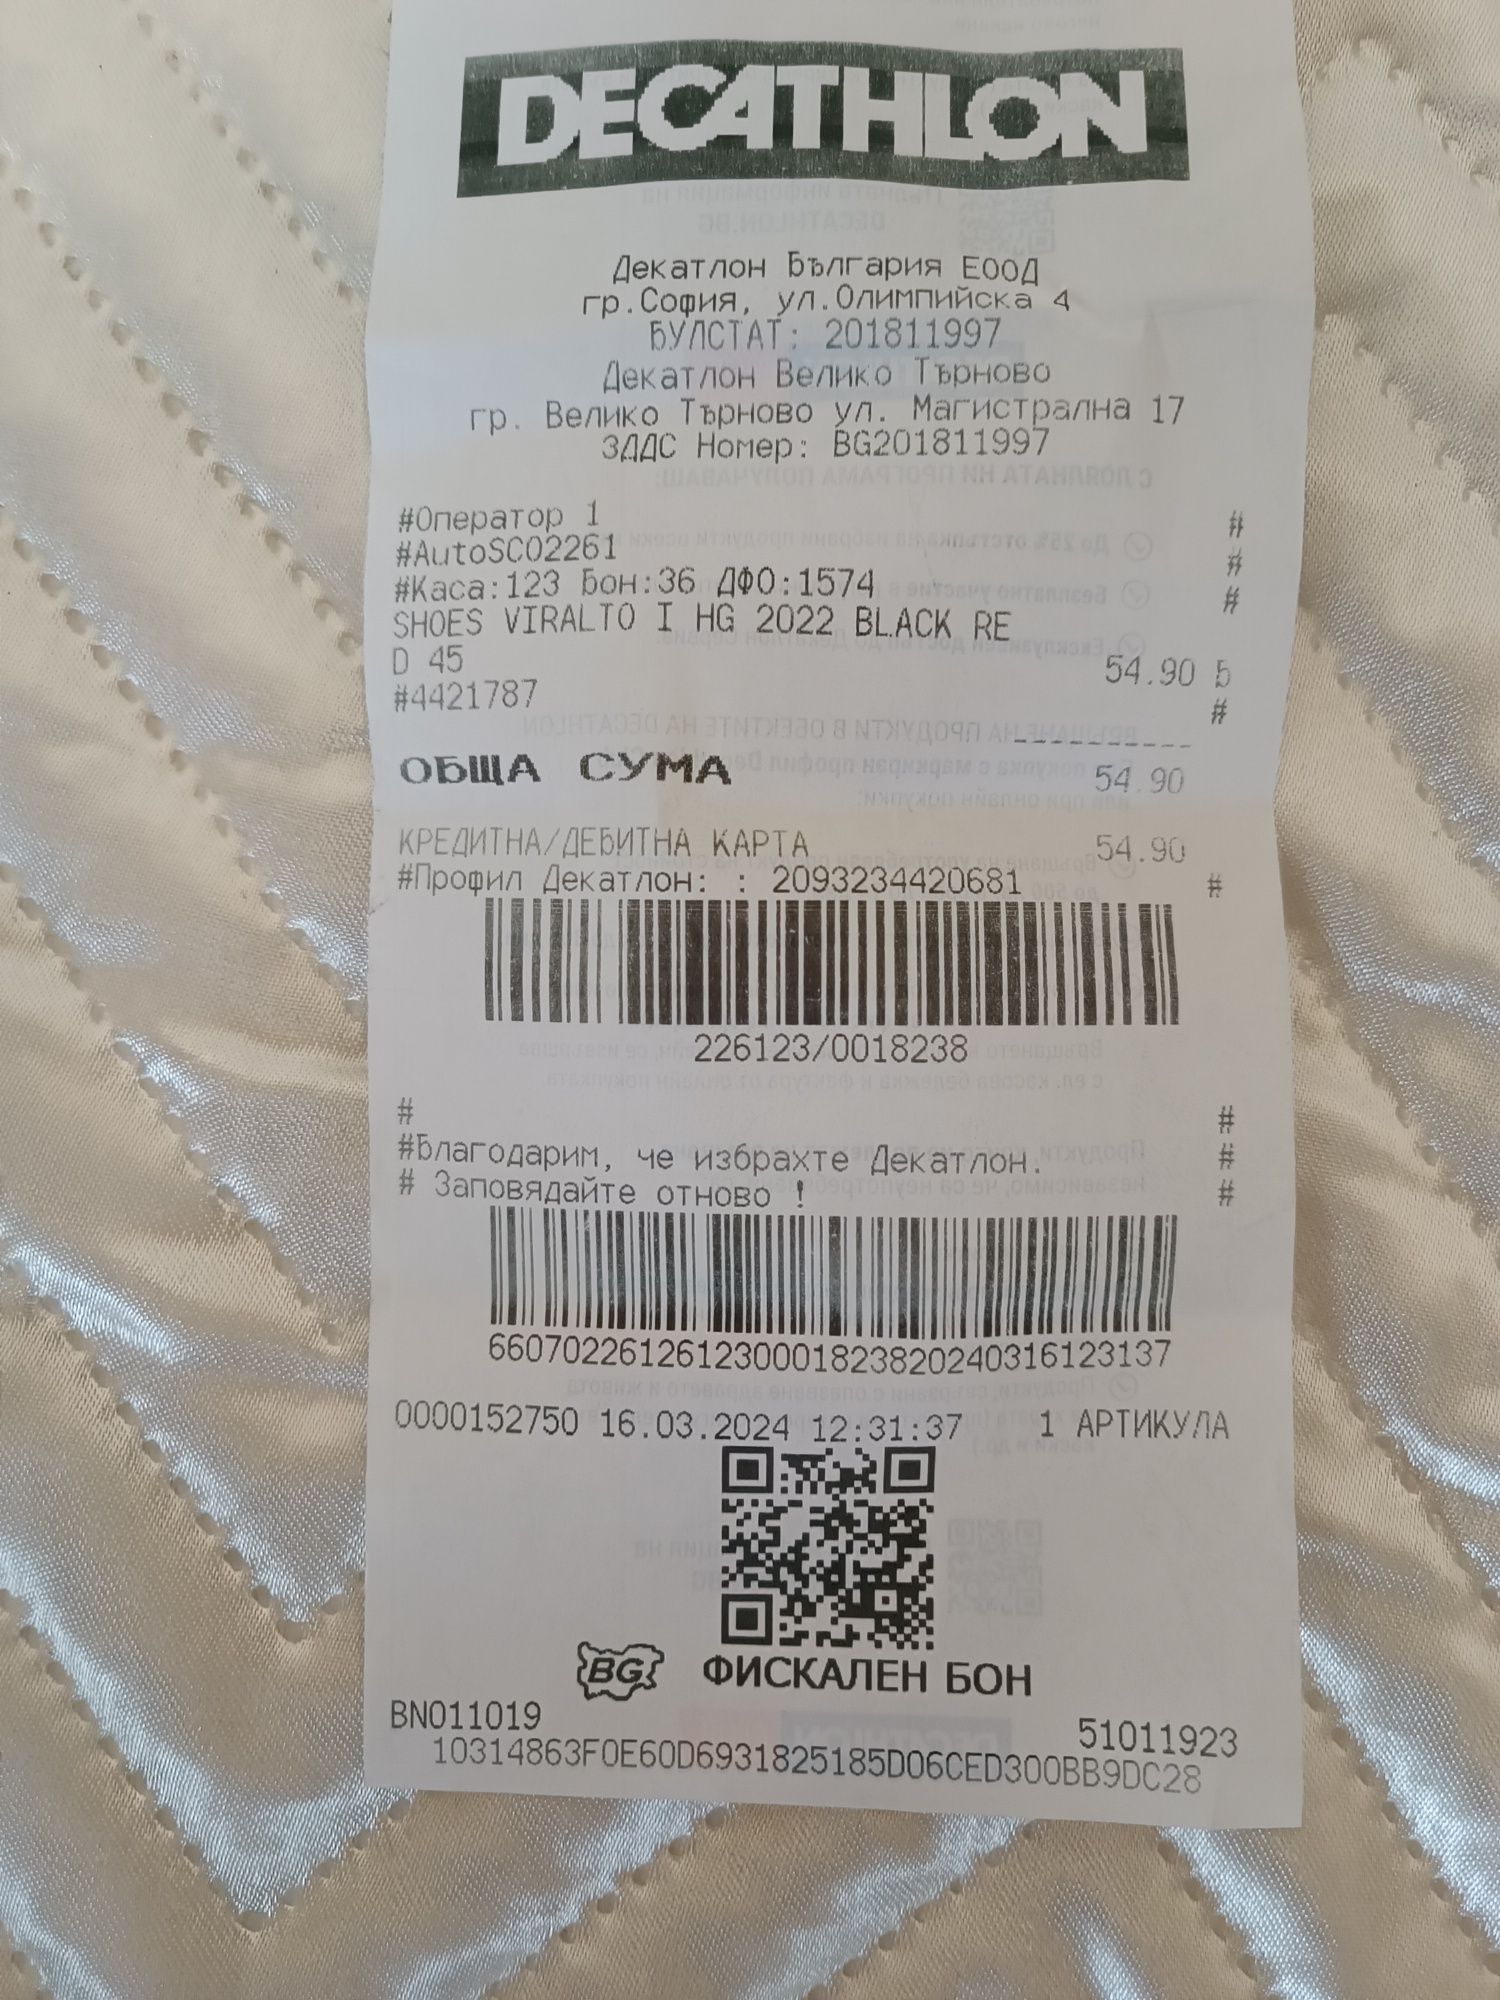 DECATHLON
Декатлон България ЕООД
гр.София, ул.Олимпийска 4
БУЛСТАТ: 201811997
Декатлон Велико Търново
гр. Велико Търново ул. Магистрална 17
ЗДДС Номер: BG201811997
#Оператор 1 #
#AutoSCO2261 #
#Каса:123 Бон:36 ДФО:1574 #
SHOES VIRALTO I HG 2022 BLACK RE
D 45 54.90 Б
#4421787 #
ОБЩА СУМА 54.90
КРЕДИТНА/ДЕБИТНА КАРТА 54.90
#Профил Декатлон: : 2093234420681 #
226123/0018238
# #
#Благодарим, че избрахте Декатлон. #
# Заповядайте отново ! #
660702261261230001823820240316123137
0000152750 16.03.2024 12:31:37 1 АРТИКУЛА
BG ФИСКАЛЕН БОН
BN011019 51011923
10314863F0E60D6931825185D06CED300BB9DC28